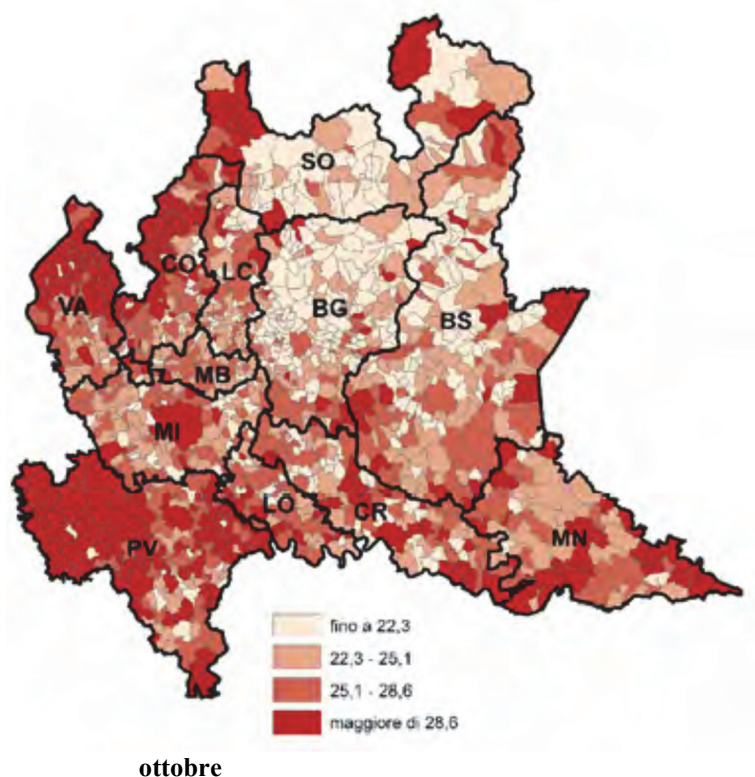 SO
CO
LC
VA
BG
BS
MB
MI
LO
CR
PV
MN
fino a 22,3
22,3 - 25,1
25,1 - 28,6
maggiore di 28,6
ottobre